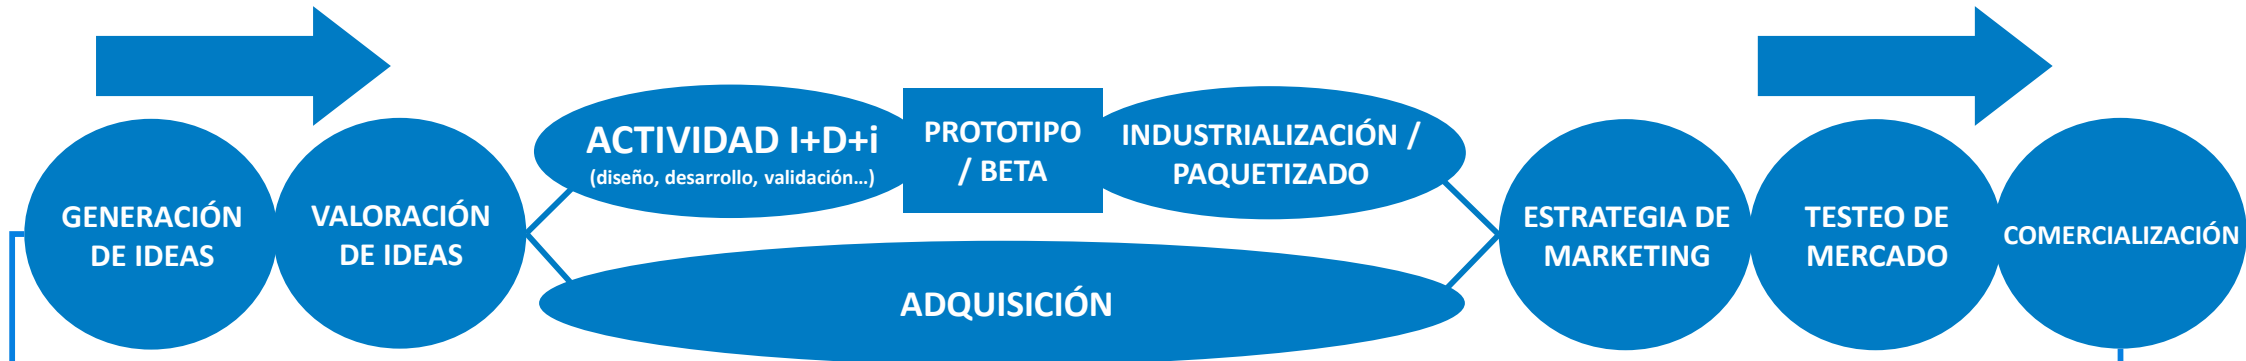 GENERACIÓN
DE IDEAS
VALORACIÓN
DE IDEAS
ACTIVIDAD I+D+i
(diseño, desarrollo, validación...)
PROTOTIPO
/ BETA
INDUSTRIALIZACIÓN /
PAQUETIZADO
ADQUISICIÓN
ESTRATEGIA DE
MARKETING
TESTEO DE
MERCADO
COMERCIALIZACIÓN